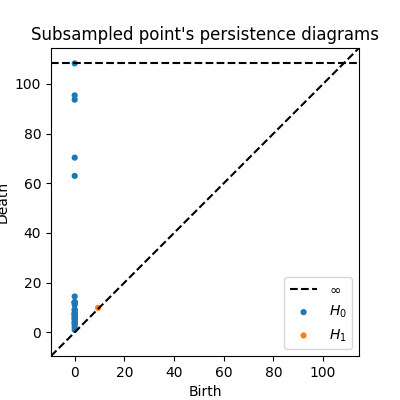 Subsampled point's persistence diagrams
100
80
60
40
20
0
Death
0 20 40 60 80 100
Birth
∞
H₀
H₁